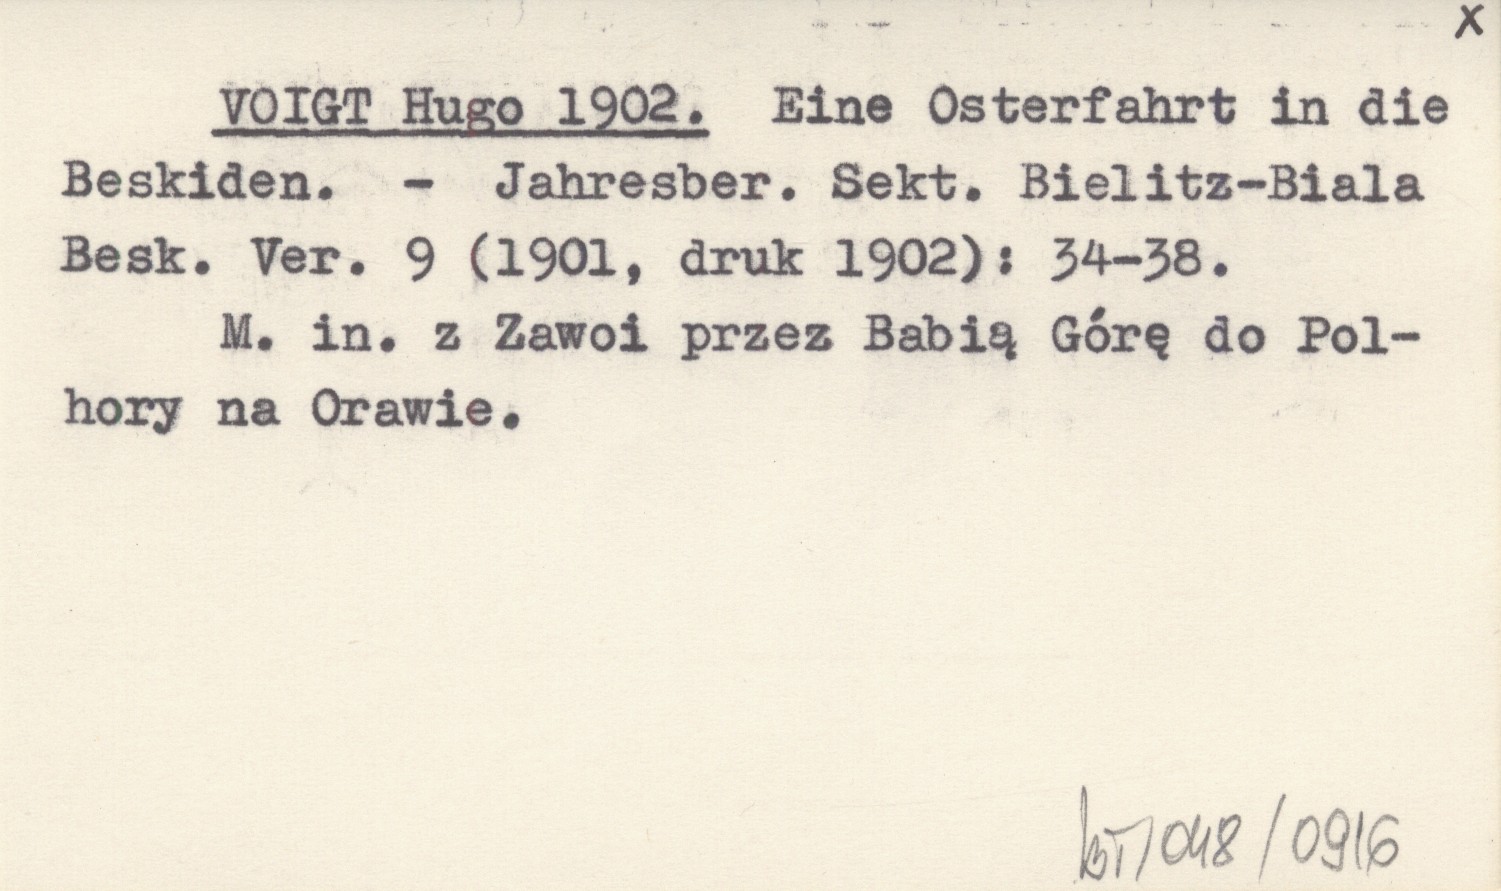 x
VOIGT Hugo 1902. Eine Osterfahrt in die
Beskiden. - Jahresber. Sekt. Bielitz-Biala
Besk. Ver. 9 (1901, druk 1902): 34-38.
M. in. z Zawoi przez Babią Górę do Pol-
hory na Orawie.
/048/0916